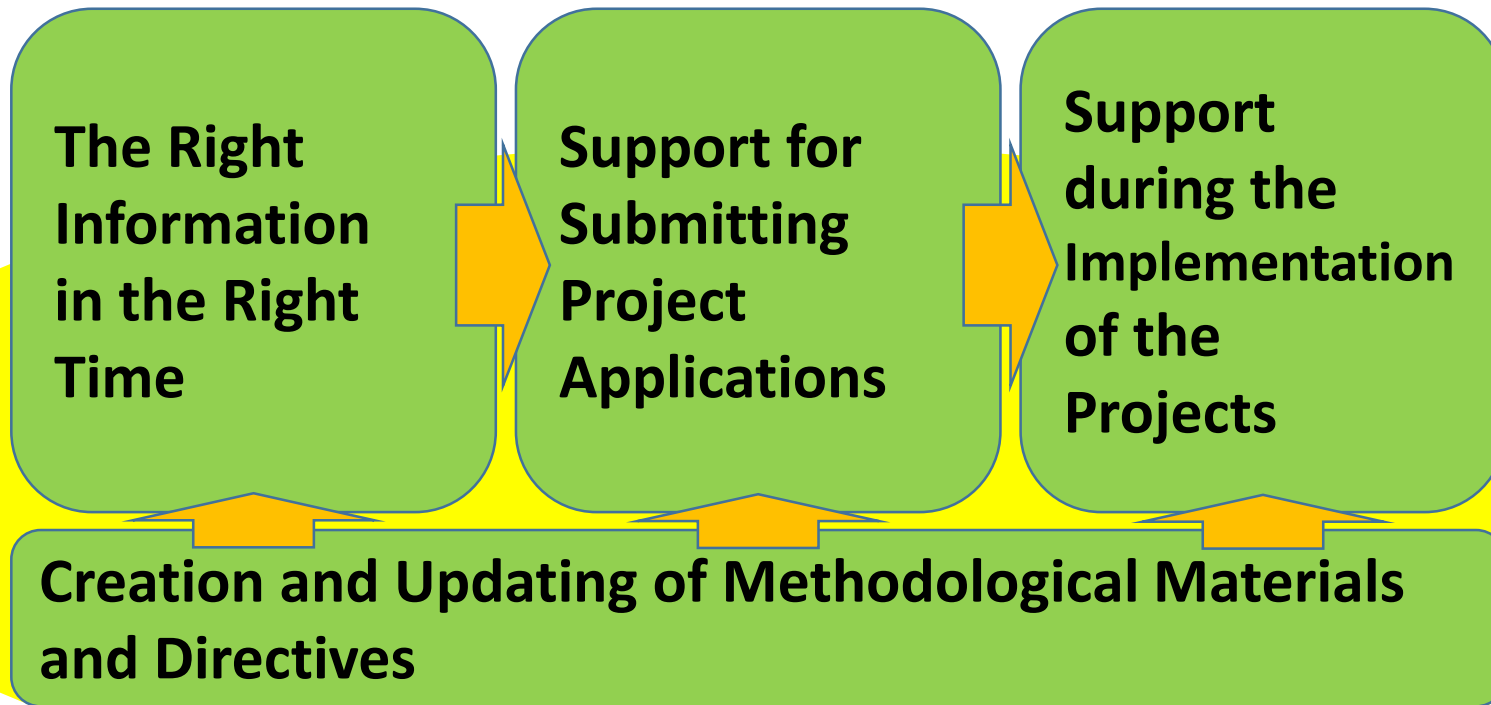 The Right
Information
in the Right
Time
Support for
Submitting
Project
Applications
Support
during the
Implementation
of the
Projects
Creation and Updating of Methodological Materials
and Directives